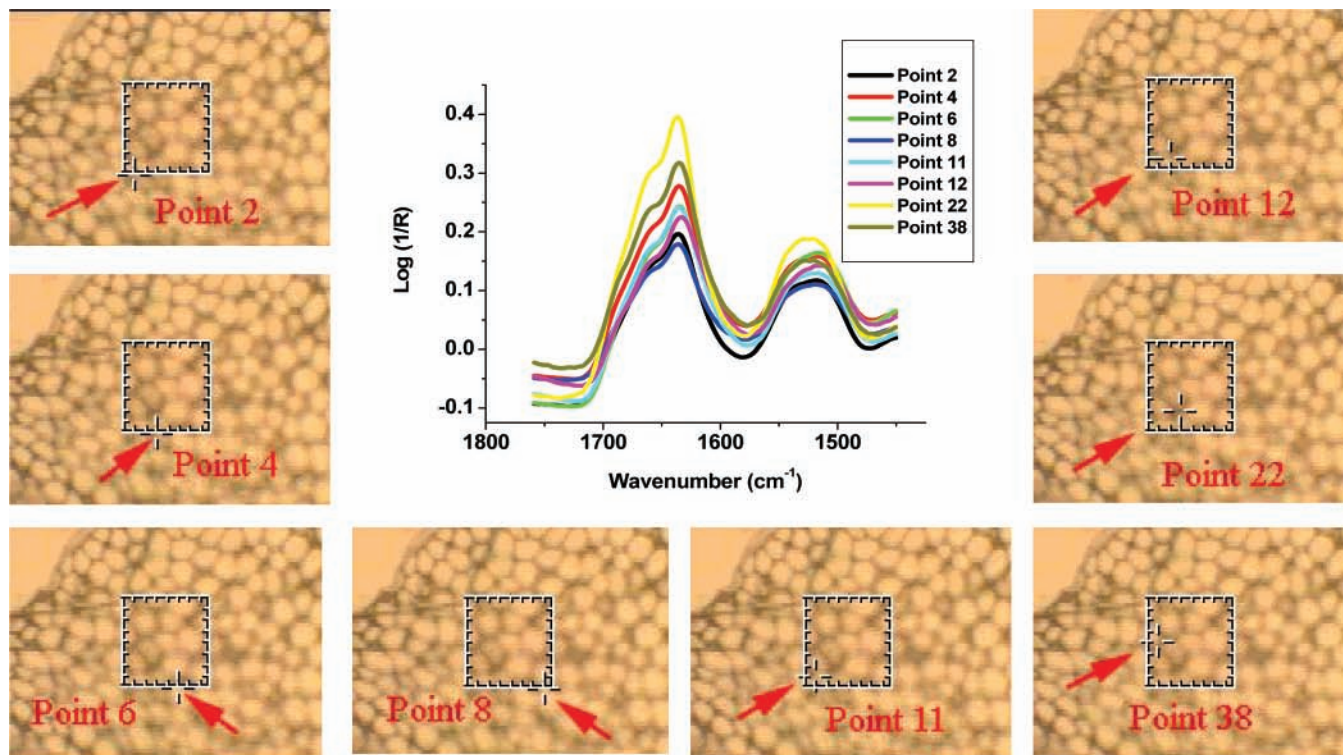 Point 2
Point 4
Point 6
Point 8
Point 11
Point 12
Point 22
Point 38
Log (1/R)
0.4
0.3
0.2
0.1
0.0
-0.1
1800
1700
1600
1500
Wavenumber (cm⁻¹)
Point 2
Point 12
Point 4
Point 22
Point 6
Point 8
Point 11
Point 38